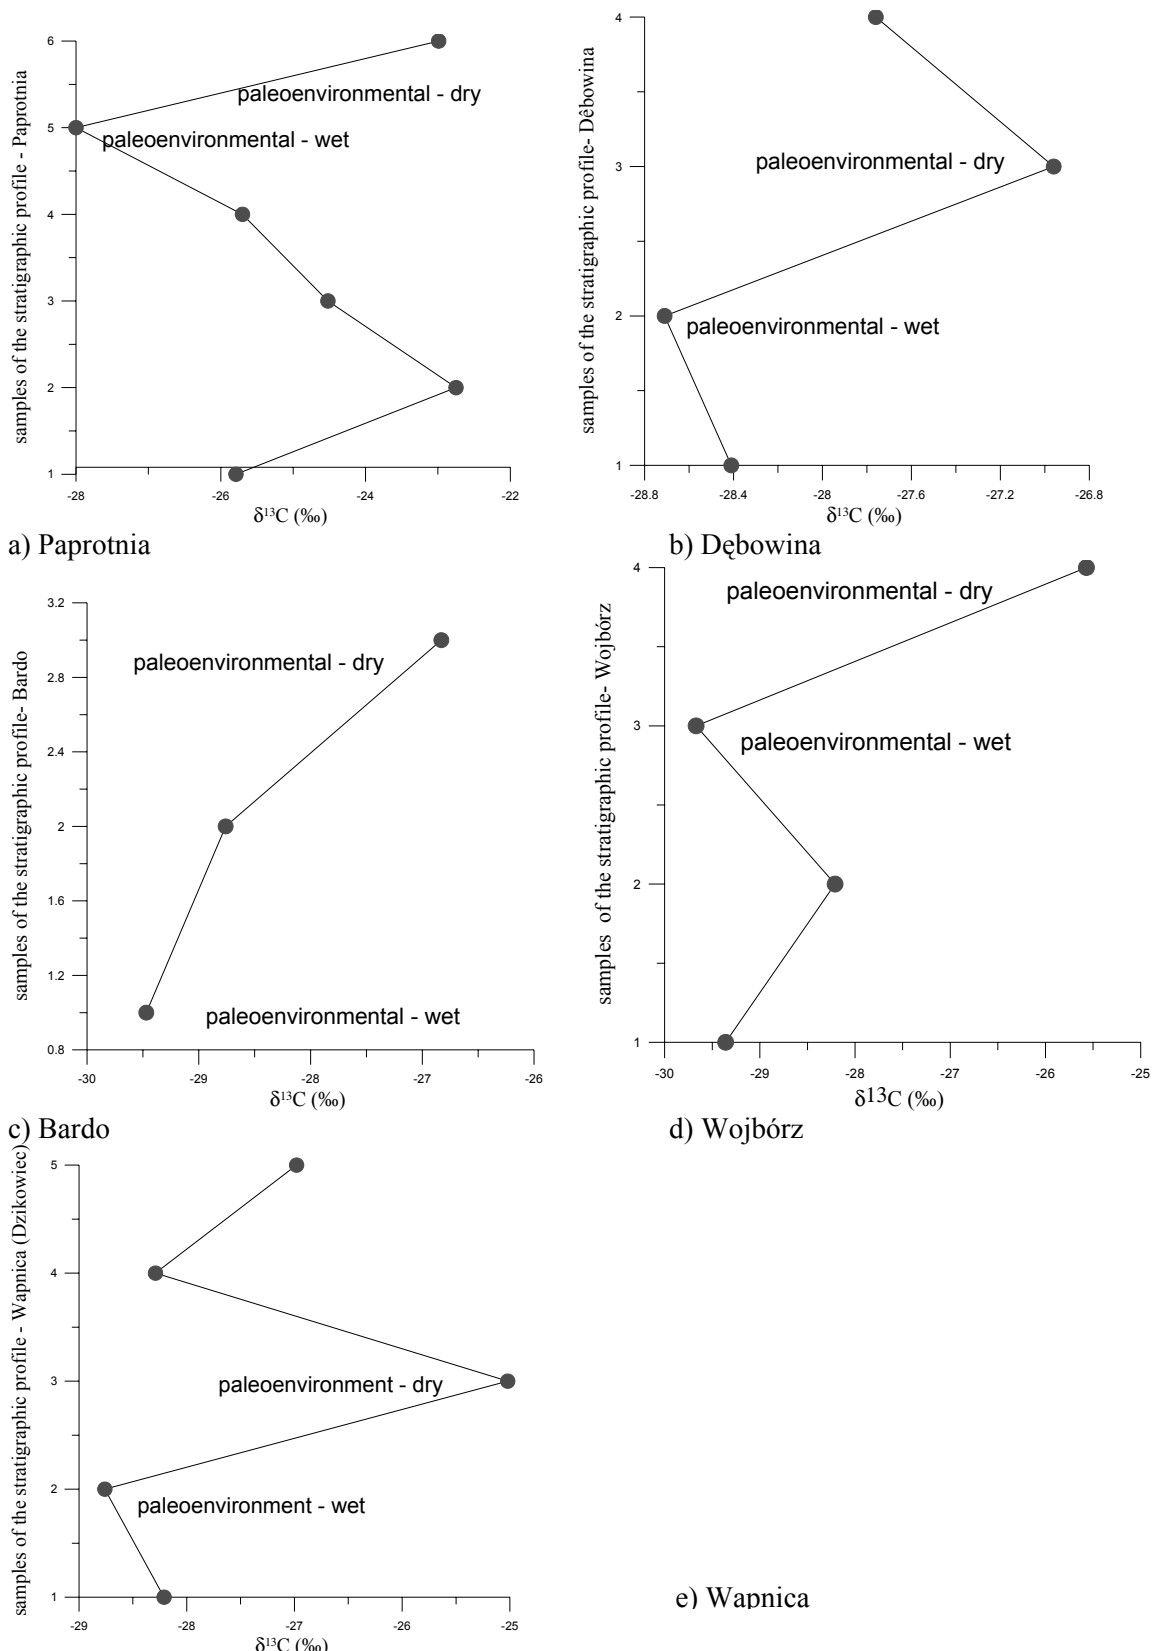 samples of the stratigraphic profile - Paprotnia
6
5
4
3
2
1
paleoenvironmental - dry
paleoenvironmental - wet
-28
-26
-24
-22
δ¹³C (‰)
a) Paprotnia
samples of the stratigraphic profile- Dêbowina
4
3
2
1
paleoenvironmental - dry
paleoenvironmental - wet
-28.8
-28.4
-28
-27.6
-27.2
-26.8
δ¹³C (‰)
b) Dębowina
samples of the stratigraphic profile- Bardo
3.2
2.8
2.4
2
1.6
1.2
0.8
paleoenvironmental - dry
paleoenvironmental - wet
-30
-29
-28
-27
-26
δ¹³C (‰)
c) Bardo
samples of the stratigraphic profile- Wojbórz
4
3
2
1
paleoenvironmental - dry
paleoenvironmental - wet
-30
-29
-28
-27
-26
-25
δ13C (‰)
d) Wojbórz
samples of the stratigraphic profile - Wapnica (Dzikowiec)
5
4
3
2
1
paleoenvironment - dry
paleoenvironment - wet
-29
-28
-27
-26
-25
δ¹³C (‰)
e) Wapnica